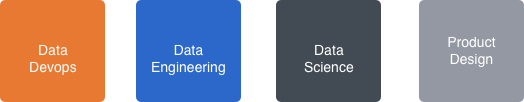 Data
Devops
Data
Engineering
Data
Science
Product
Design